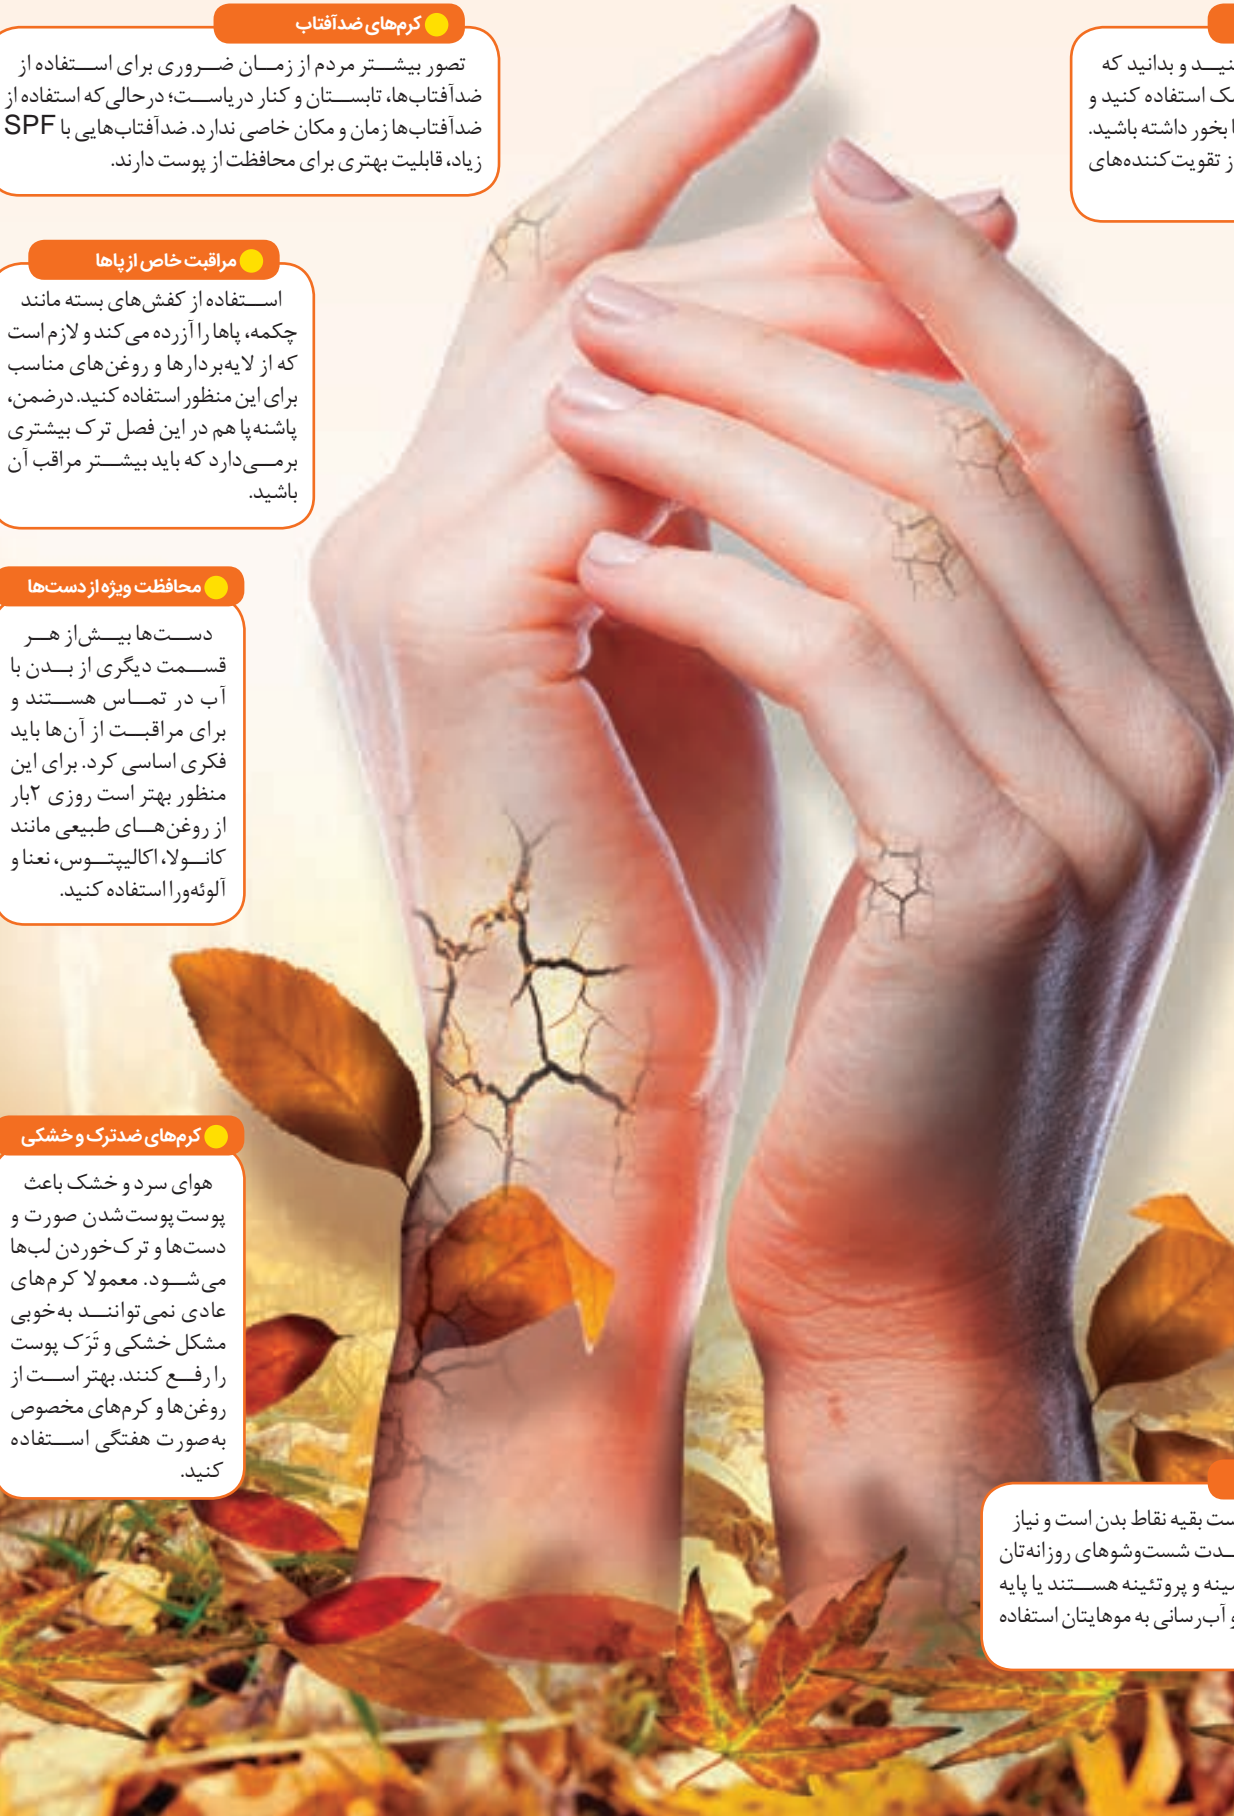 کرم‌های ضدآفتاب
تصور بیشتر مردم از زمان ضروری برای استفاده از
ضدآفتاب‌ها، تابستان و کنار دریاست؛ درحالی‌که استفاده از
ضدآفتاب‌ها زمان و مکان خاصی ندارد. ضدآفتاب‌هایی با SPF
زیاد، قابلیت بهتری برای محافظت از پوست دارند.
و بدانید که
استفاده کنید و
بخور داشته باشید.
از تقویت‌کننده‌های
مراقبت خاص از پاها
استفاده از کفش‌های بسته مانند
چکمه، پاها را آزرده می‌کند و لازم است
که از لایه‌بردارها و روغن‌های مناسب
برای این منظور استفاده کنید. درضمن،
پاشنه‌پا هم در این فصل ترک بیشتری
برمی‌دارد که باید بیشتر مراقب آن
باشید.
محافظت ویژه از دست‌ها
دست‌ها بیش‌از هر
قسمت دیگری از بدن با
آب در تماس هستند و
برای مراقبت از آن‌ها باید
فکری اساسی کرد. برای این
منظور بهتر است روزی ۲بار
از روغن‌های طبیعی مانند
کانولا، اکالیپتوس، نعنا و
آلوئه‌ورا استفاده کنید.
کرم‌های ضدترک و خشکی
هوای سرد و خشک باعث
پوست‌پوست‌شدن صورت و
دست‌ها و ترک‌خوردن لب‌ها
می‌شود. معمولا کرم‌های
عادی نمی‌توانند به‌خوبی
مشکل خشکی و تَرَک پوست
را رفع کنند. بهتر است از
روغن‌ها و کرم‌های مخصوص
به‌صورت هفتگی استفاده
کنید.
بقیه نقاط بدن است و نیاز
شست‌وشوهای روزانه‌تان
و پروتئینه هستند یا پایه
و آب‌رسانی به موهایتان استفاده